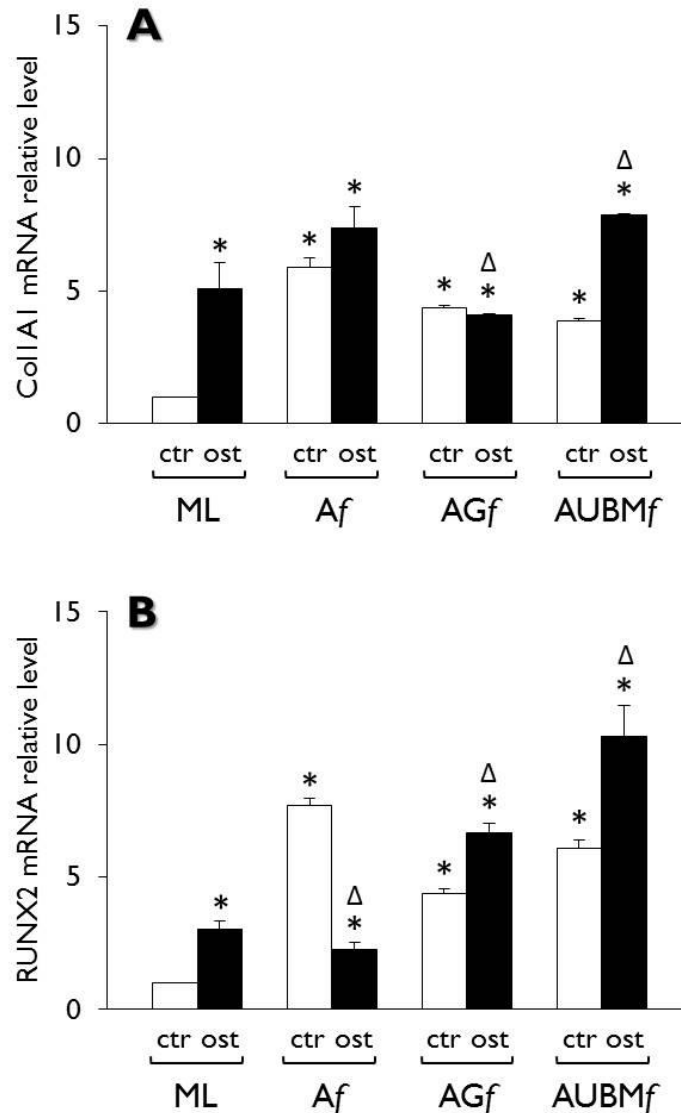 A
Col1A1 mRNA relative level
15
10
5
0
*
*
*
*
Δ
*
*
Δ
*
ctr ost ctr ost ctr ost ctr ost
ML Af AGf AUBMf
B
RUNX2 mRNA relative level
15
10
5
0
*
*
Δ
*
*
Δ
*
*
Δ
*
ctr ost ctr ost ctr ost ctr ost
ML Af AGf AUBMf